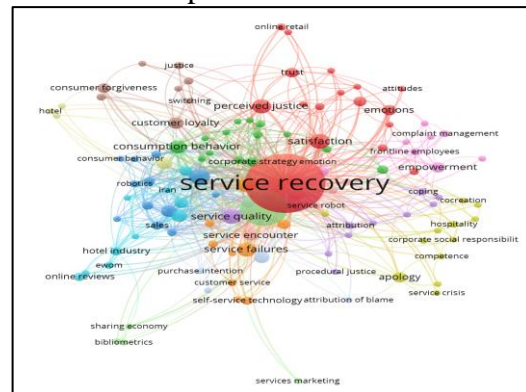 online retail
justice
trust
consumer forgiveness
attitudes
switching
hotel
perceived justice
emotions
customer loyalty
complaint management
satisfaction
consumption behavior
frontline employees
consumer behavior
corporate strategy emotion
empowerment
robotics
service recovery
coping
iran
service robot
cocreation
service quality
sales
attribution
hospitality
service encounter
corporate social responsibilit
hotel industry
service failures
competence
ewom
purchase intention
procedural justice
apology
online reviews
customer service
service crisis
self-service technology
attribution of blame
sharing economy
bibliometrics
services marketing